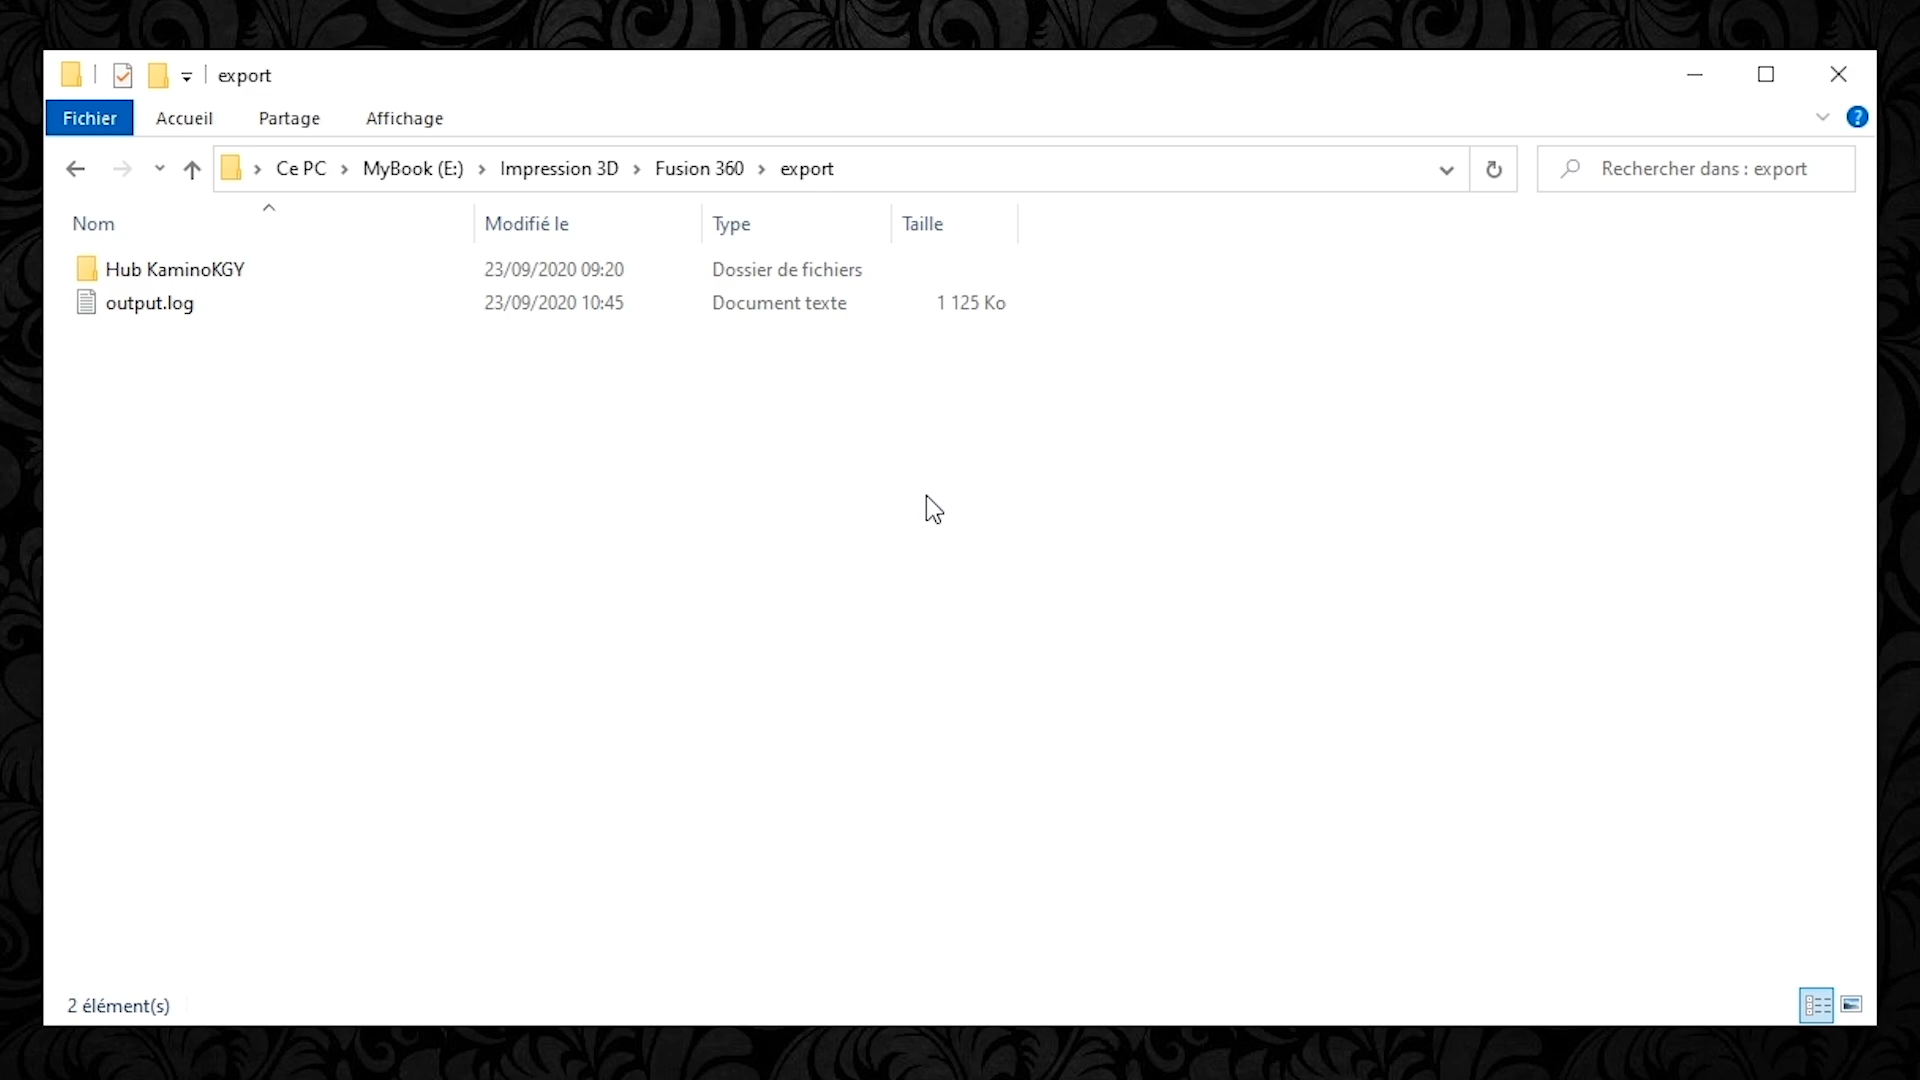 export
Fichier Accueil Partage Affichage ?
Ce PC > MyBook (E:) > Impression 3D > Fusion 360 > export Rechercher dans : export
Nom Modifié le Type Taille
Hub KaminoKGY 23/09/2020 09:20 Dossier de fichiers
output.log 23/09/2020 10:45 Document texte 1 125 Ko
2 élément(s)